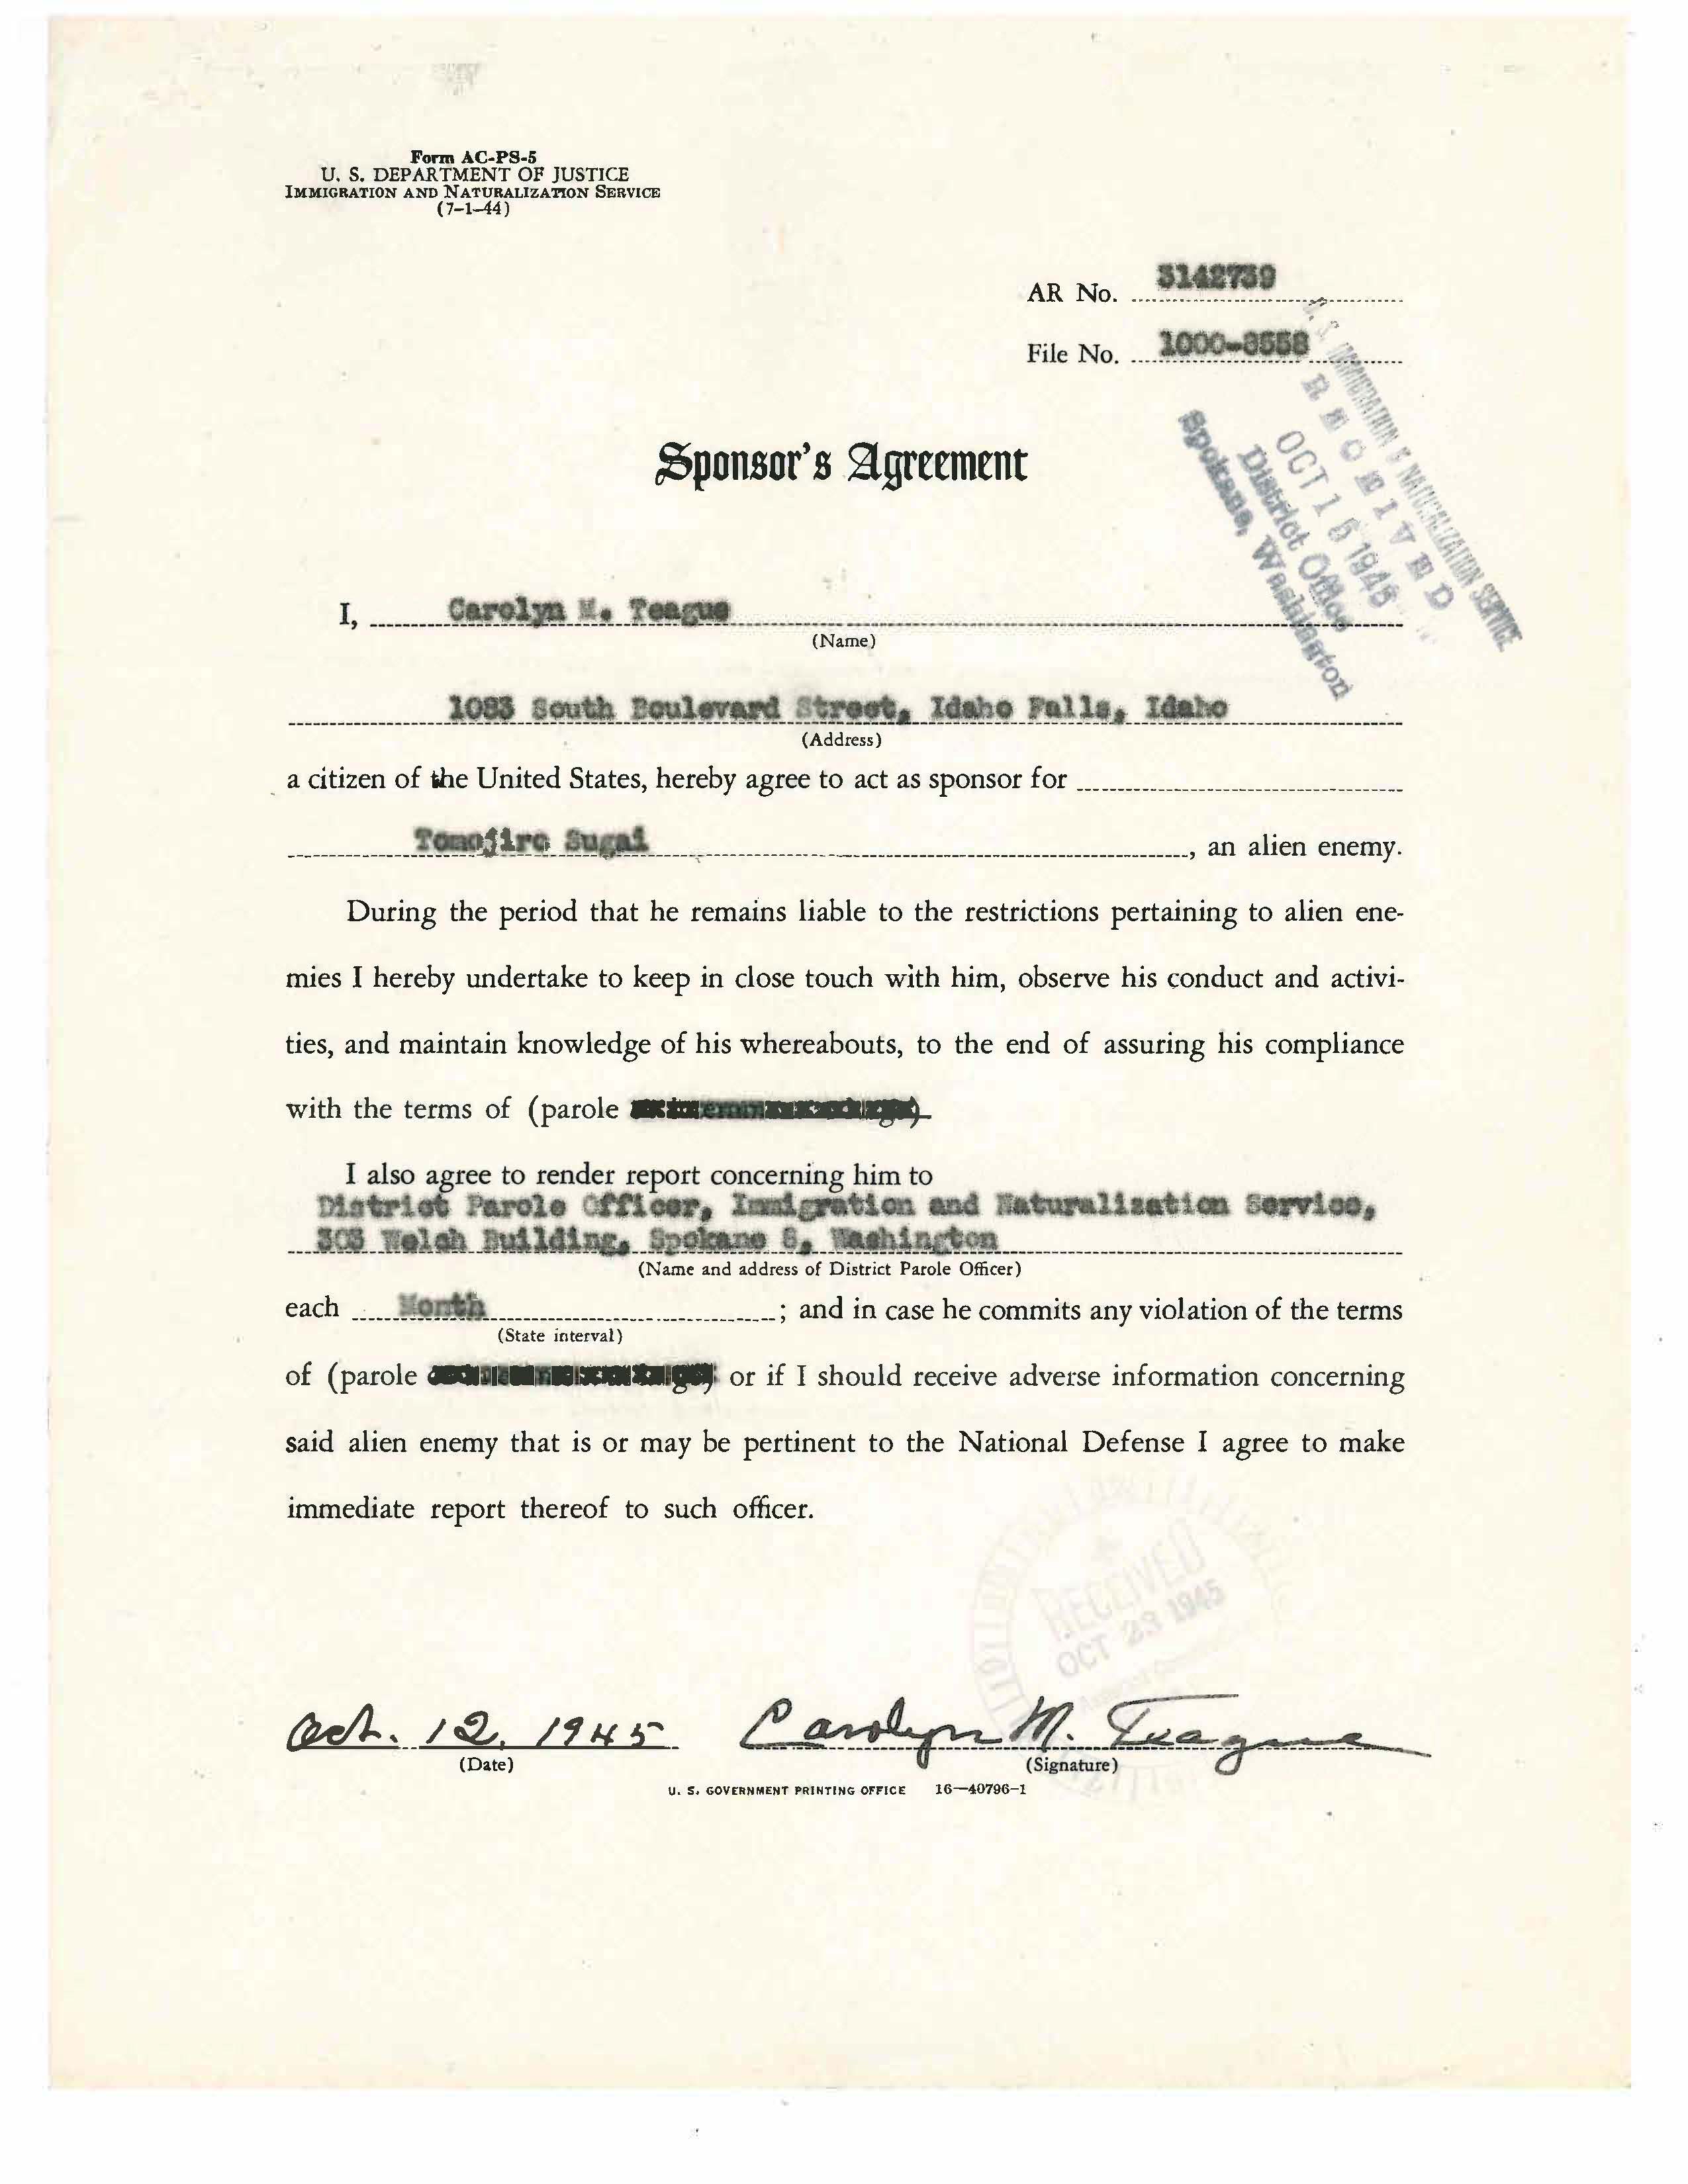 Form AC-PS-5
U. S. DEPARTMENT OF JUSTICE
IMMIGRATION AND NATURALIZATION SERVICE
(7-1-44)
AR No. 3142739
File No. 1000-8558
U. S. IMMIGRATION & NATURALIZATION SERVICE
RECEIVED
OCT 1 1945
District Office
Spokane, Washington
Sponsor's Agreement
I, Carolyn M. Teague
(Name)
1083 South Boulevard Street, Idaho Falls, Idaho
(Address)
a citizen of the United States, hereby agree to act as sponsor for
Tomojiro Sugai , an alien enemy.
During the period that he remains liable to the restrictions pertaining to alien ene-
mies I hereby undertake to keep in close touch with him, observe his conduct and activi-
ties, and maintain knowledge of his whereabouts, to the end of assuring his compliance
with the terms of (parole
I also agree to render report concerning him to
District Parole Officer, Immigration and Naturalization Service,
303 Welch Building, Spokane 8, Washington
(Name and address of District Parole Officer)
each Month ; and in case he commits any violation of the terms
(State interval)
of (parole or if I should receive adverse information concerning
said alien enemy that is or may be pertinent to the National Defense I agree to make
immediate report thereof to such officer.
RECEIVED
OCT 23 1945
Oct. 12, 1945 Carolyn M. Teague
(Date) (Signature)
U. S. GOVERNMENT PRINTING OFFICE 16—40796-1